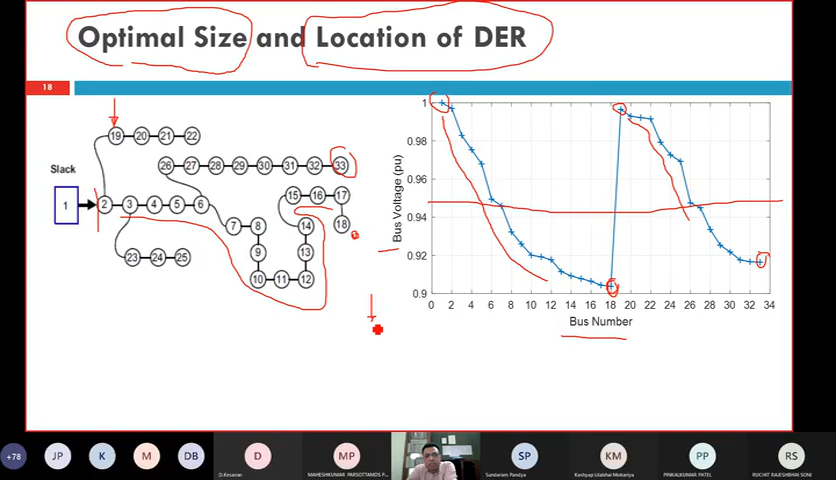 Optimal Size and Location of DER
18
19 20 21 22
26 27 28 29 30 31 32 33
Slack
1
2 3 4 5 6
15 16 17
7 8
14
18
23 24 25
9
13
10 11 12
Bus Voltage (pu)
1
0.98
0.96
0.94
0.92
0.9
0 2 4 6 8 10 12 14 16 18 20 22 24 26 28 30 32 34
Bus Number
+78
JP
K
M
DB
D
MP
SP
KM
PP
RS
D.Kesavan
MAHESHKUMAR PARSOTTAMDS P...
Sundaram Pandya
Kashyap Lilabhai Mokariya
PINKALKUMAR PATEL
RUCHIT RAJESHBHAI SONI